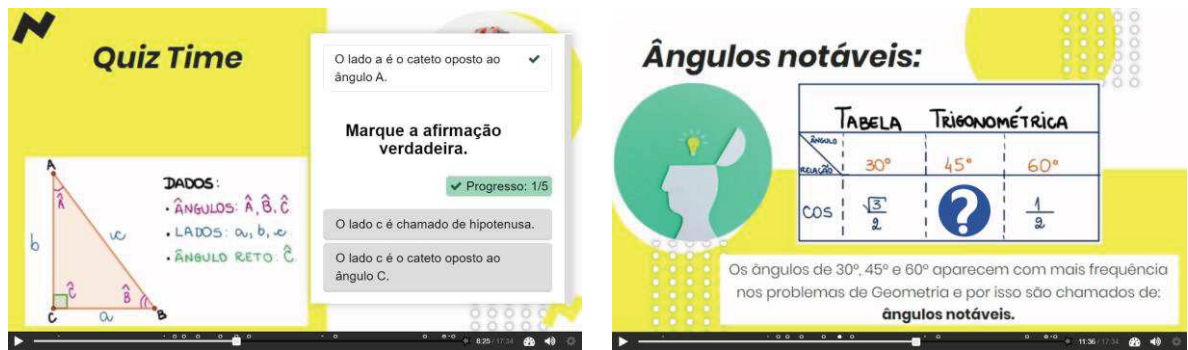 Quiz Time
O lado a é o cateto oposto ao
ângulo A.
Marque a afirmação
verdadeira.
Progresso: 1/5
O lado c é chamado de hipotenusa.
O lado c é o cateto oposto ao
ângulo C.
A
Â
b
c
Ĉ
B̂
C
a
B
DADOS:
• ÂNGULOS: Â, B̂, Ĉ
• LADOS: a, b, c
• ÂNGULO RETO: Ĉ
8:25 / 17:34
Ângulos notáveis:
TABELA TRIGONOMÉTRICA
ÂNGULO
RELAÇÃO 30° 45° 60°
COS √3/2 ? 1/2
Os ângulos de 30°, 45° e 60° aparecem com mais frequência
nos problemas de Geometria e por isso são chamados de:
ângulos notáveis.
11:36 / 17:34